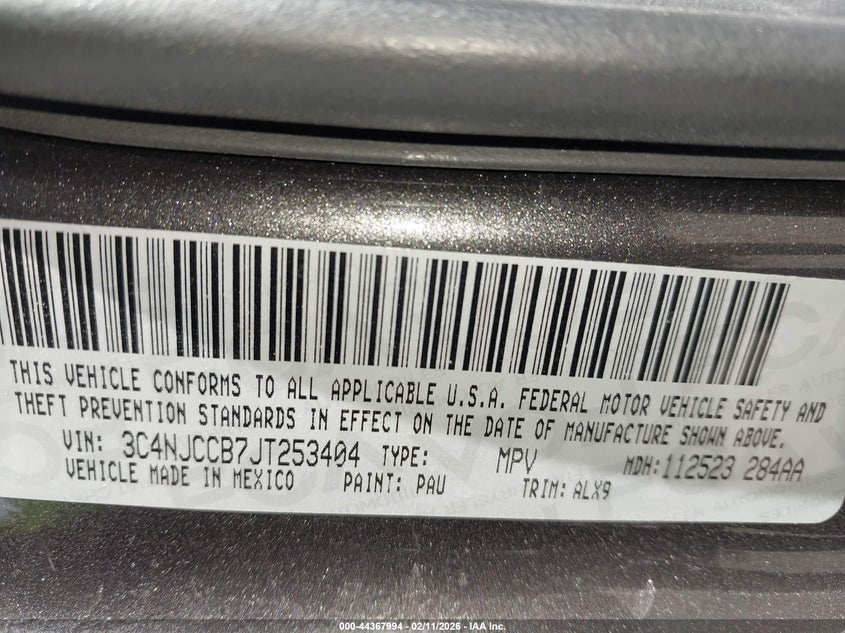 THIS VEHICLE CONFORMS TO ALL APPLICABLE U.S.A. FEDERAL MOTOR VEHICLE SAFETY AND
THEFT PREVENTION STANDARDS IN EFFECT ON THE DATE OF MANUFACTURE SHOWN ABOVE.
VIN: 3C4NJCCB7JT253404 TYPE: MPV MDH:112523 284AA
VEHICLE MADE IN MEXICO PAINT: PAU TRIM: ALX9
000-44367994 - 02/11/2026 - IAA Inc.